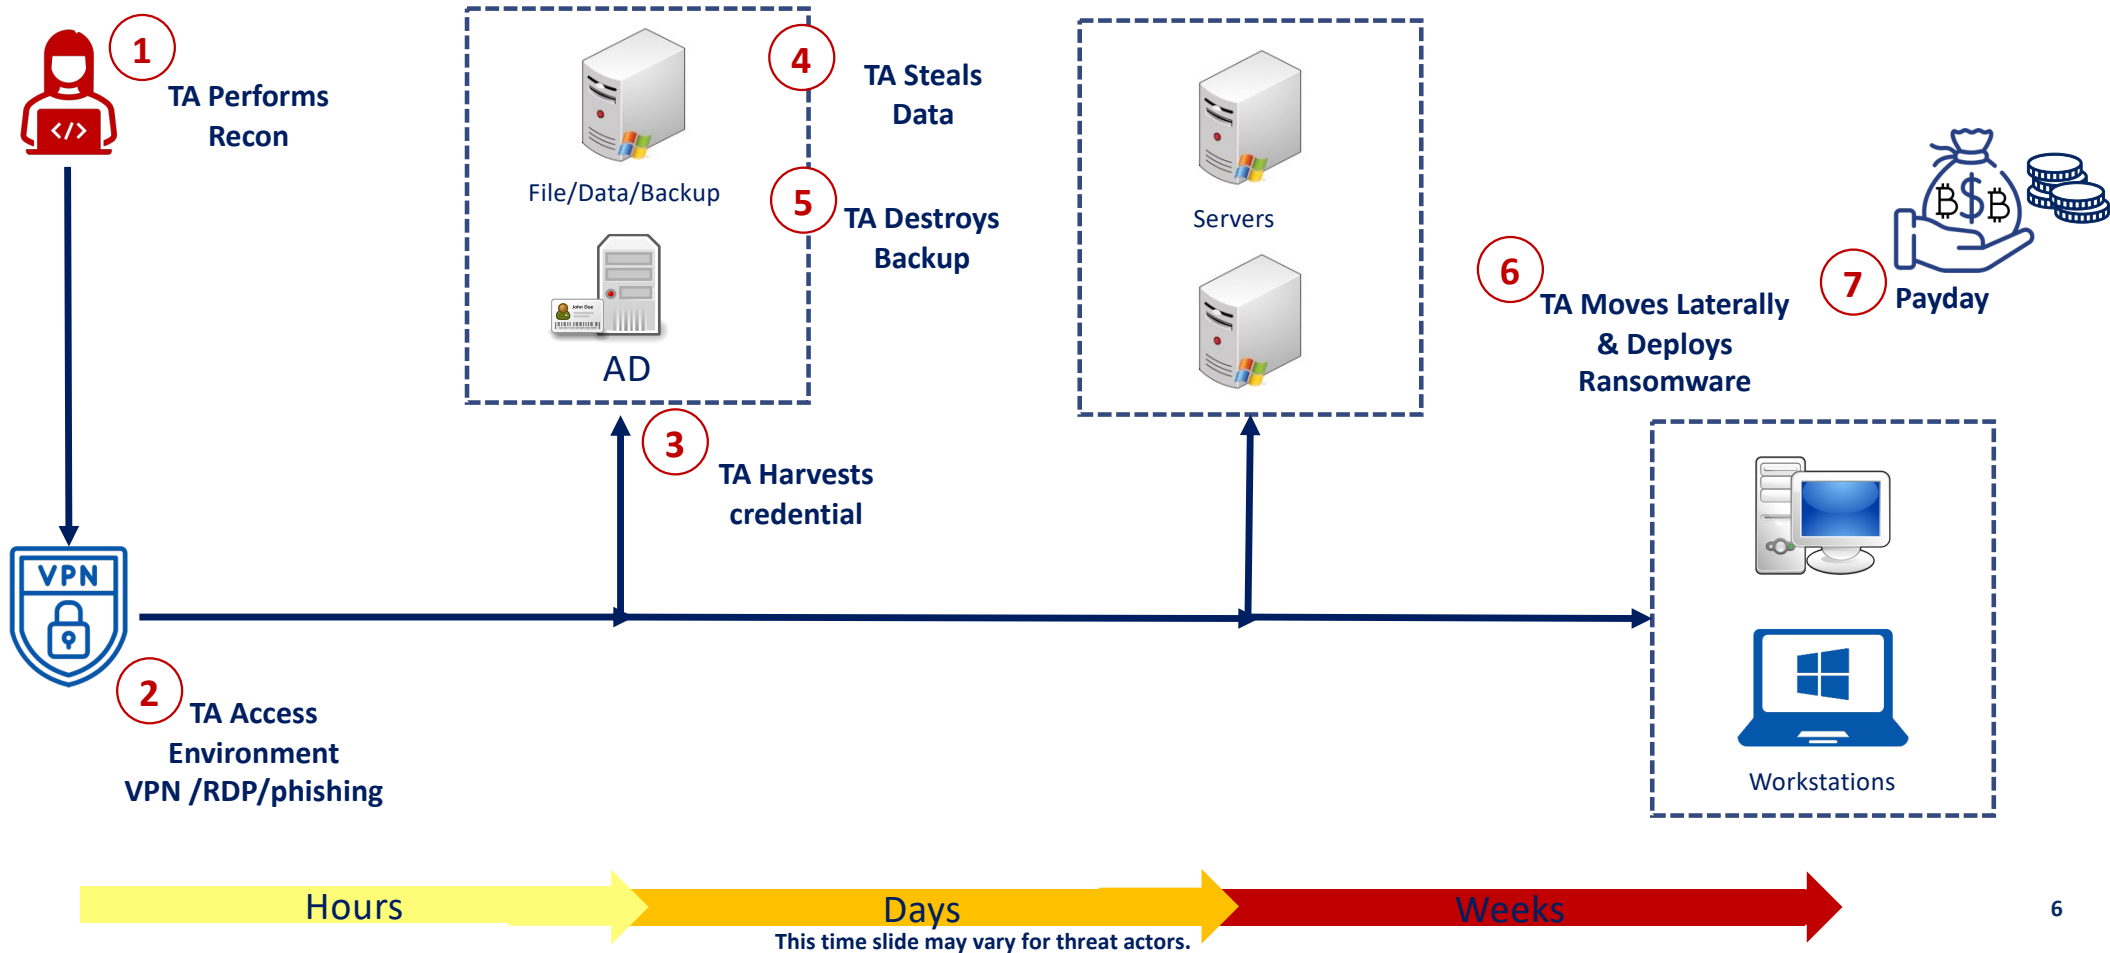 1
TA Performs
Recon
</>
VPN
2
TA Access
Environment
VPN /RDP/phishing
File/Data/Backup
John Doe
AD
3
TA Harvests
credential
4
TA Steals
Data
5
TA Destroys
Backup
Servers
6
TA Moves Laterally
& Deploys
Ransomware
7
Payday
₿$₿
Workstations
Hours
Days
Weeks
This time slide may vary for threat actors.
6